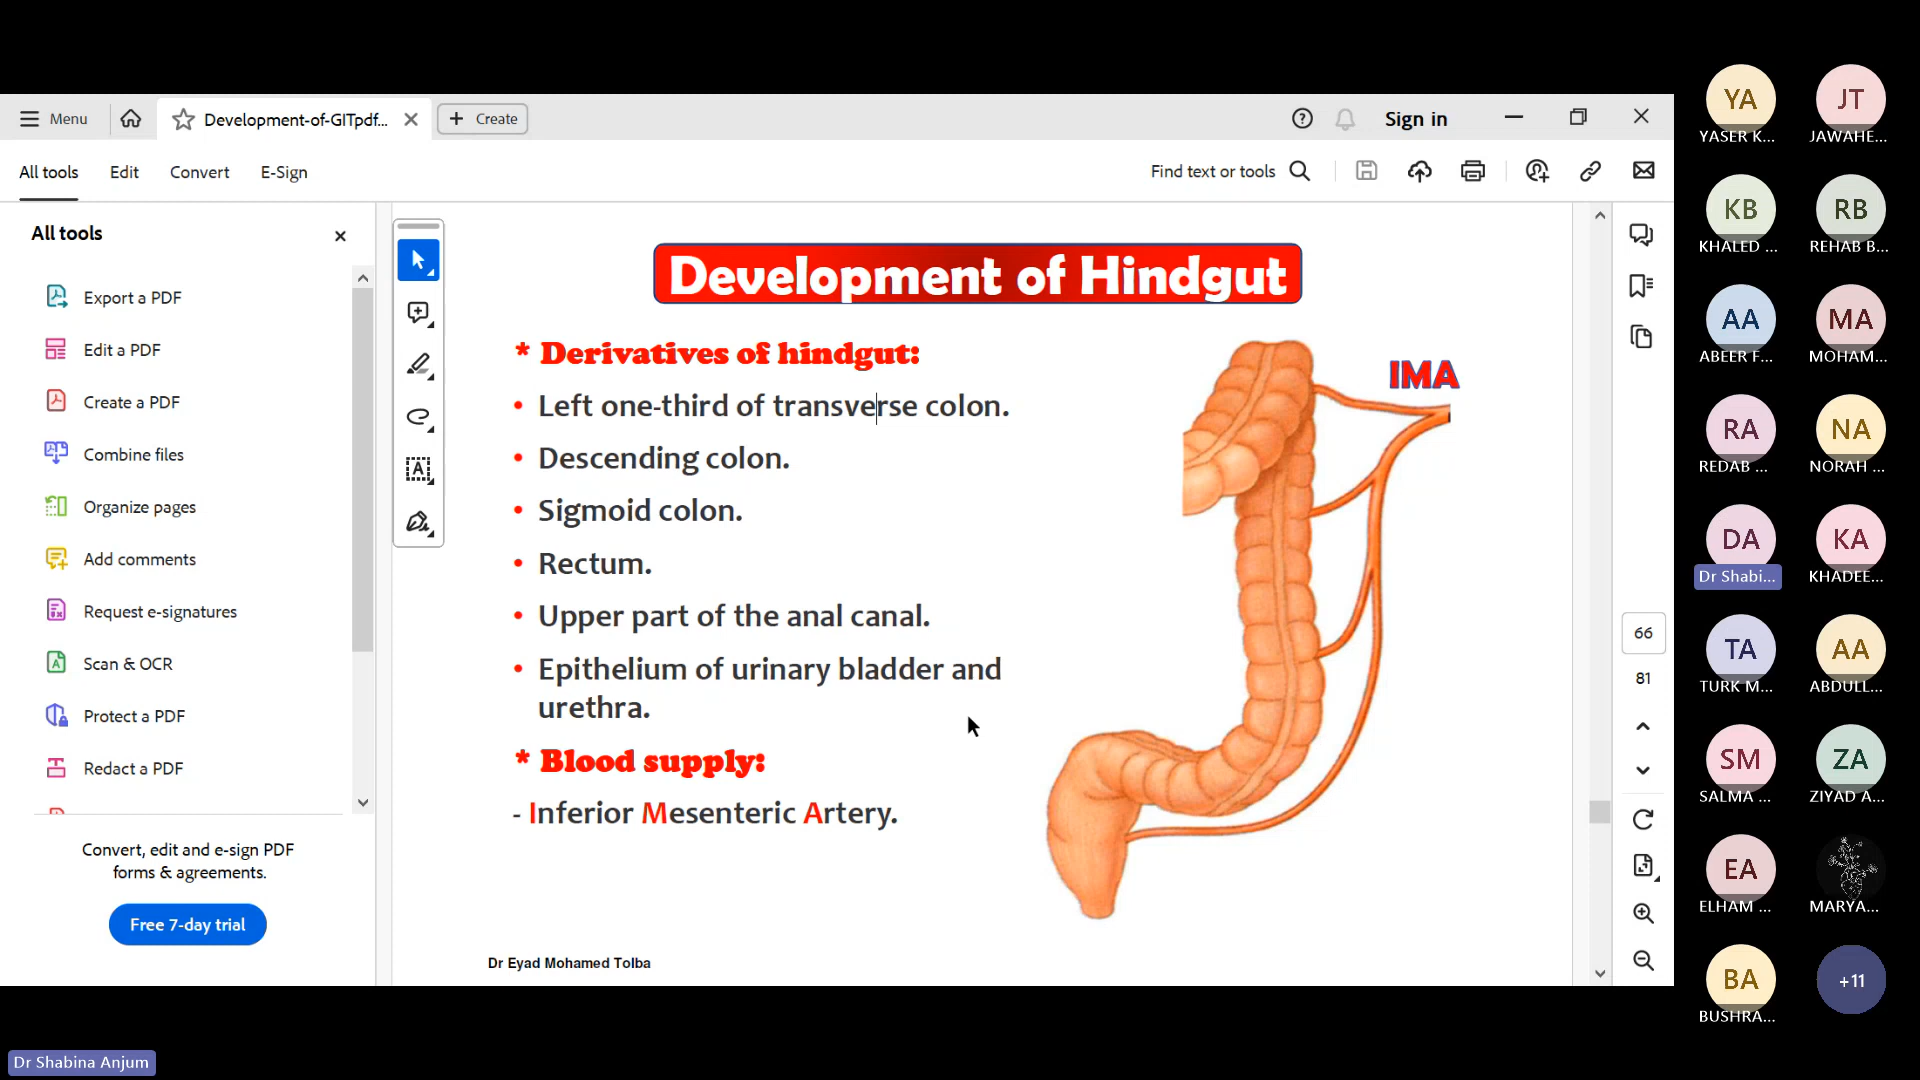 Menu
Development-of-GITpdf...
Create
Sign in
All tools
Edit
Convert
E-Sign
Find text or tools
All tools
Export a PDF
Edit a PDF
Create a PDF
Combine files
Organize pages
Add comments
Request e-signatures
Scan & OCR
Protect a PDF
Redact a PDF
Convert, edit and e-sign PDF
forms & agreements.
Free 7-day trial
Development of Hindgut
* Derivatives of hindgut:
• Left one-third of transverse colon.
• Descending colon.
• Sigmoid colon.
• Rectum.
• Upper part of the anal canal.
• Epithelium of urinary bladder and
urethra.
* Blood supply:
- Inferior Mesenteric Artery.
IMA
Dr Eyad Mohamed Tolba
66
81
YA
YASER K...
JT
JAWAHE...
KB
KHALED ...
RB
REHAB B...
AA
ABEER F...
MA
MOHAM...
RA
REDAB ...
NA
NORAH ...
DA
Dr Shabi...
KA
KHADEE...
TA
TURK M...
AA
ABDULL...
SM
SALMA ...
ZA
ZIYAD A...
EA
ELHAM ...
MARYA...
BA
BUSHRA...
+11
Dr Shabina Anjum